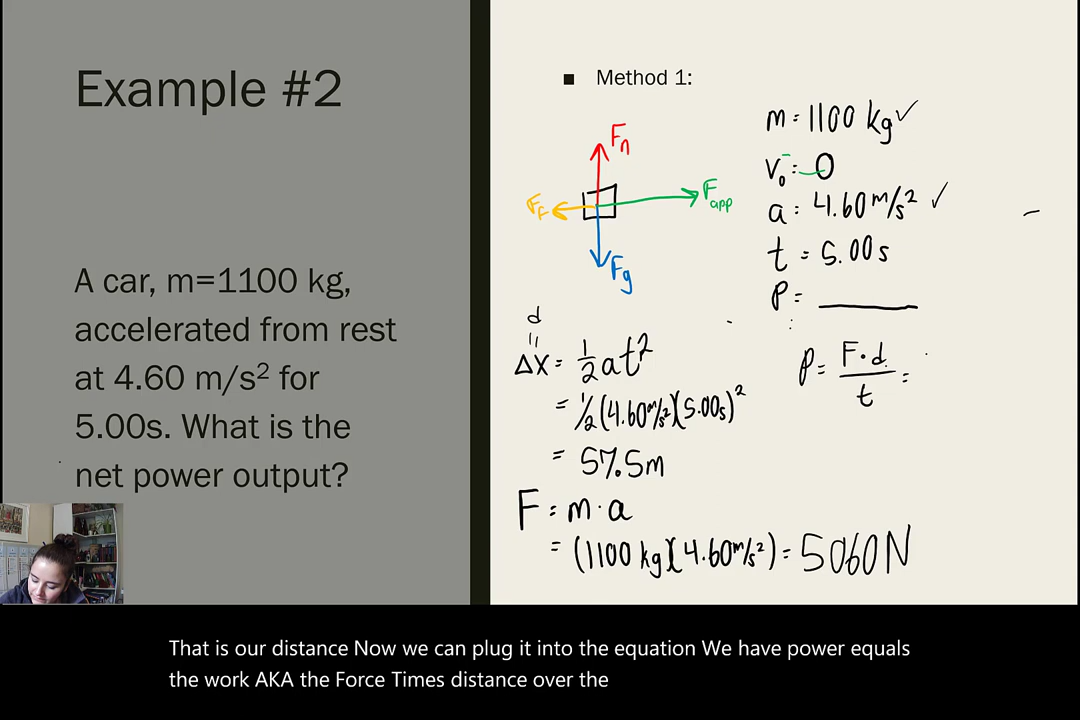 Example #2
A car, m=1100 kg,
accelerated from rest
at 4.60 m/s² for
5.00s. What is the
net power output?
■ Method 1:
Fn
Ff
Fapp
Fg
m = 1100 kg ✓
v₀ = 0
a = 4.60 m/s² ✓
t = 5.00 s
P = ____
d
Δx = ½at²
= ½(4.60 m/s²)(5.00s)²
= 57.5m
F = m·a
= (1100 kg)(4.60 m/s²) = 5060N
P = F·d/t =
That is our distance Now we can plug it into the equation We have power equals
the work AKA the Force Times distance over the